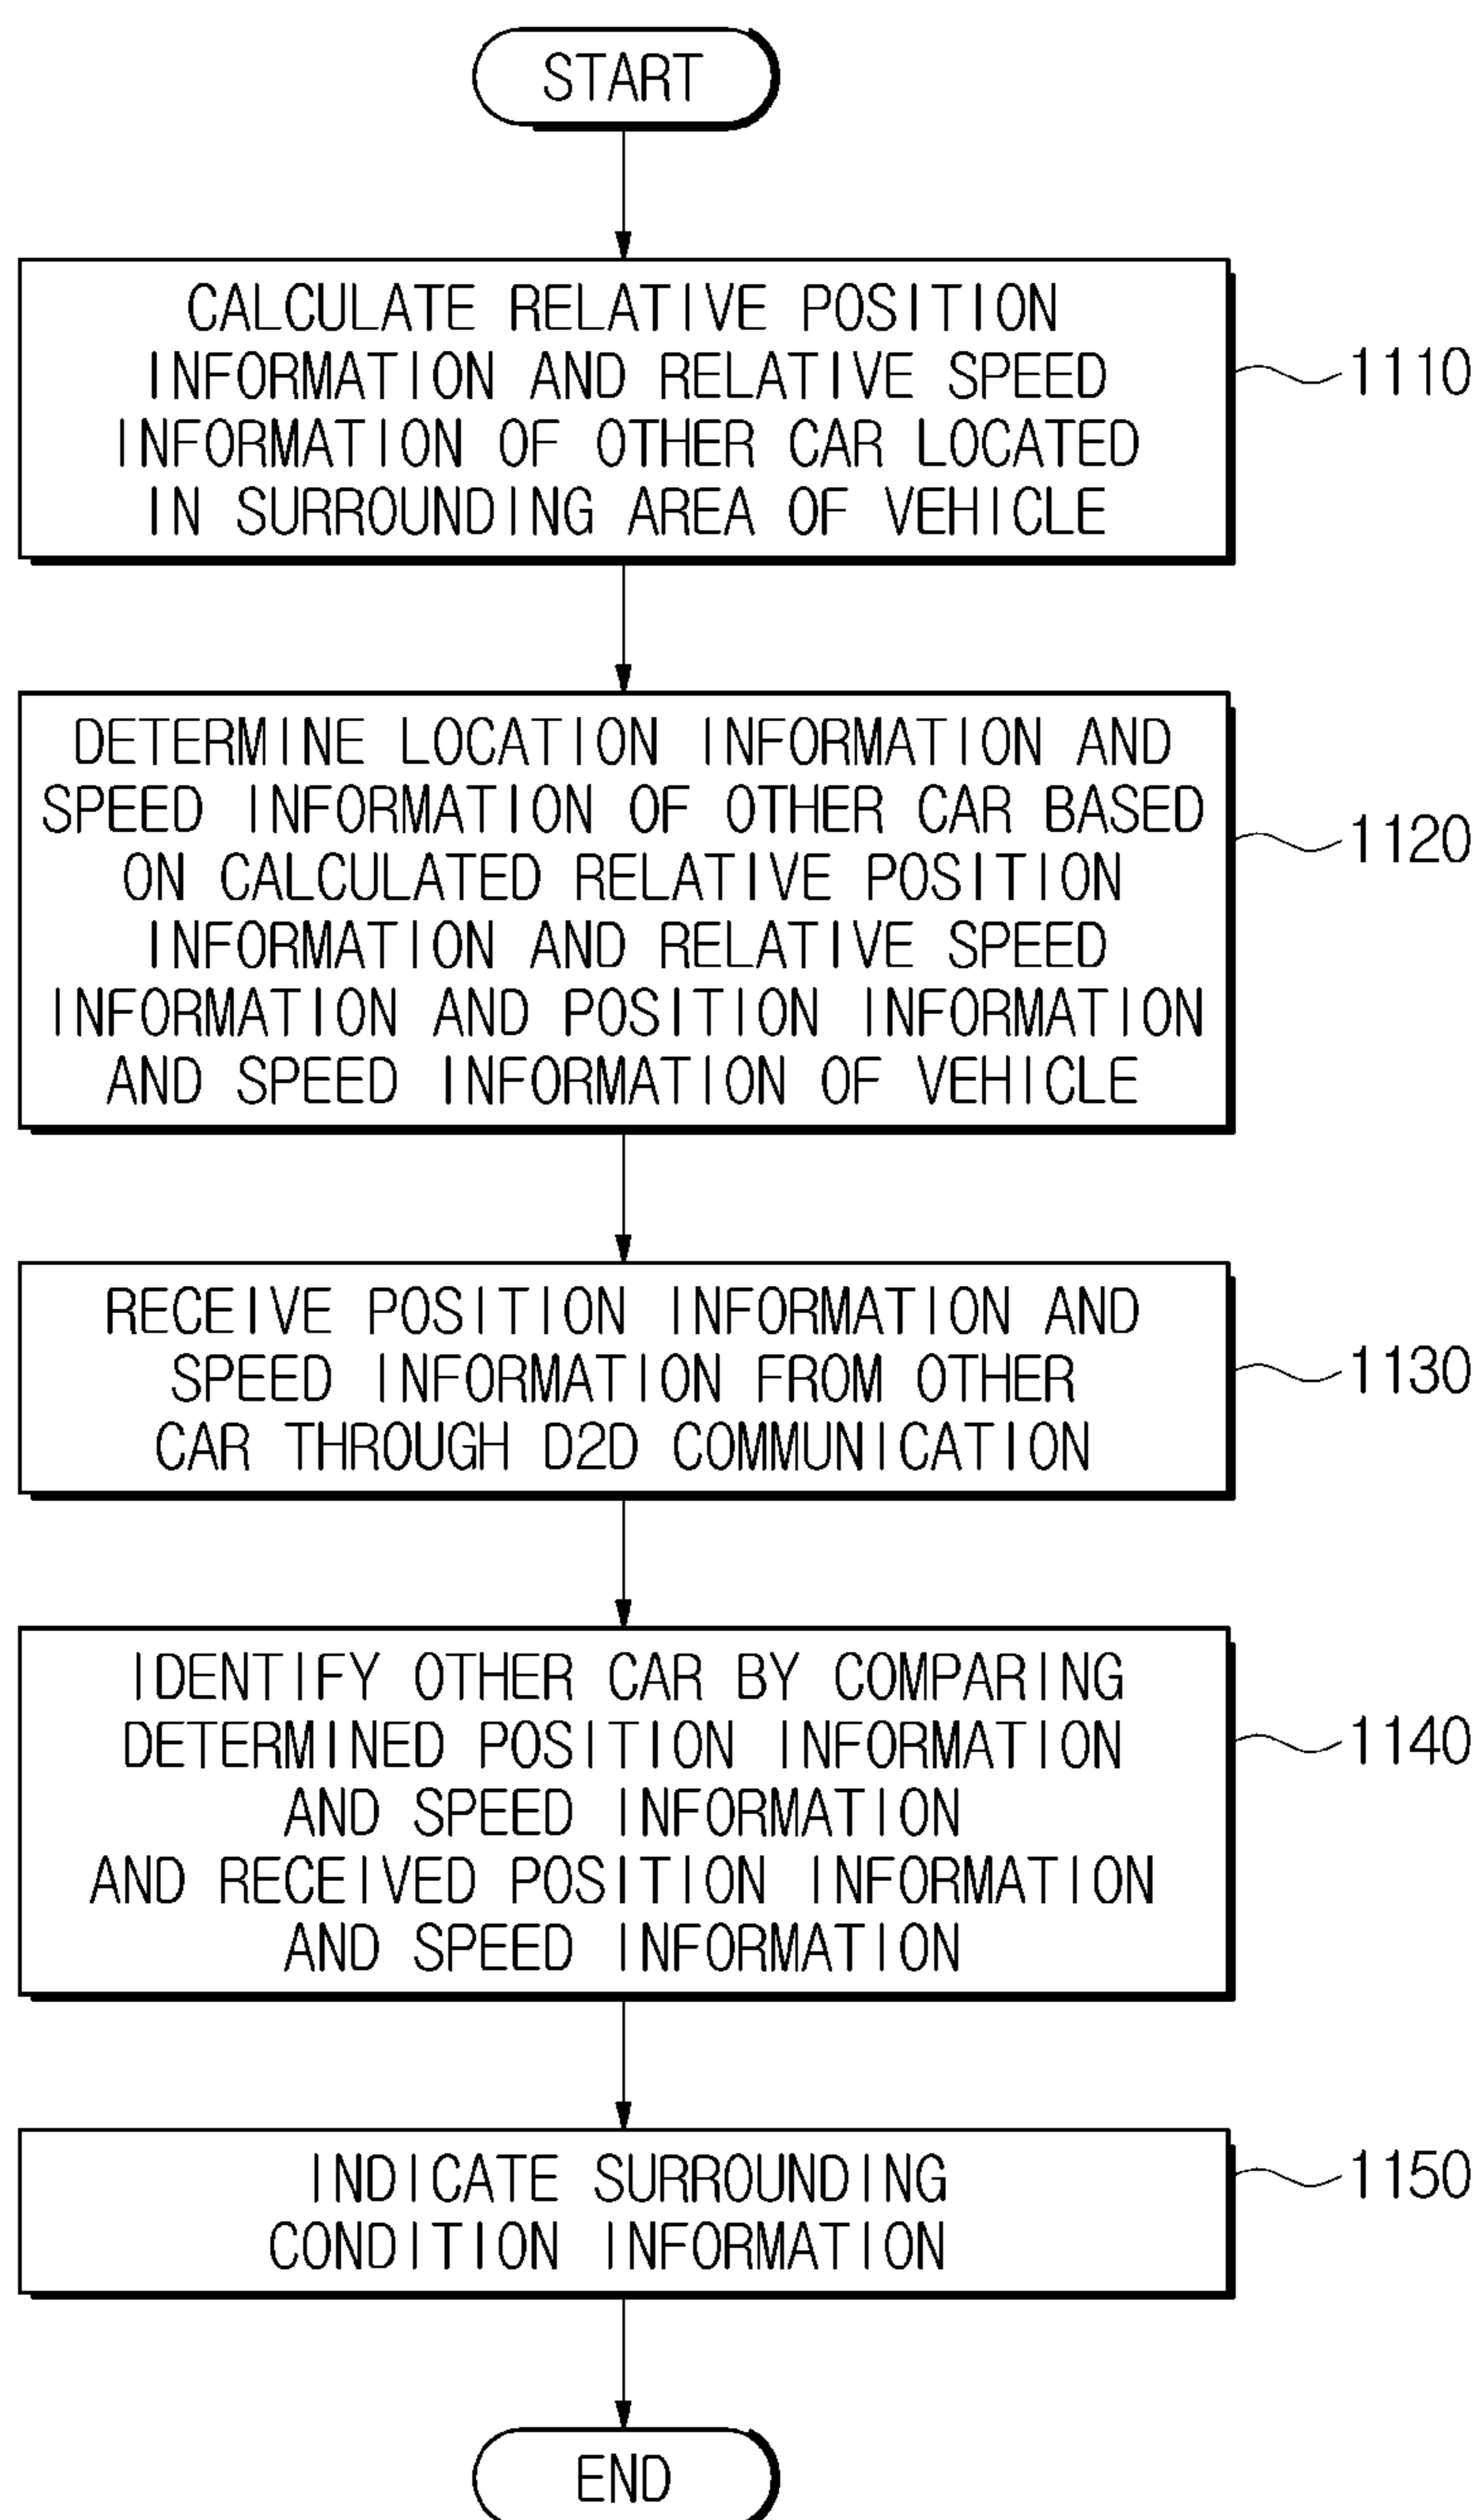 START
CALCULATE RELATIVE POSITION
INFORMATION AND RELATIVE SPEED
INFORMATION OF OTHER CAR LOCATED
IN SURROUNDING AREA OF VEHICLE
1110
DETERMINE LOCATION INFORMATION AND
SPEED INFORMATION OF OTHER CAR BASED
ON CALCULATED RELATIVE POSITION
INFORMATION AND RELATIVE SPEED
INFORMATION AND POSITION INFORMATION
AND SPEED INFORMATION OF VEHICLE
1120
RECEIVE POSITION INFORMATION AND
SPEED INFORMATION FROM OTHER
CAR THROUGH D2D COMMUNICATION
1130
IDENTIFY OTHER CAR BY COMPARING
DETERMINED POSITION INFORMATION
AND SPEED INFORMATION
AND RECEIVED POSITION INFORMATION
AND SPEED INFORMATION
1140
INDICATE SURROUNDING
CONDITION INFORMATION
1150
END